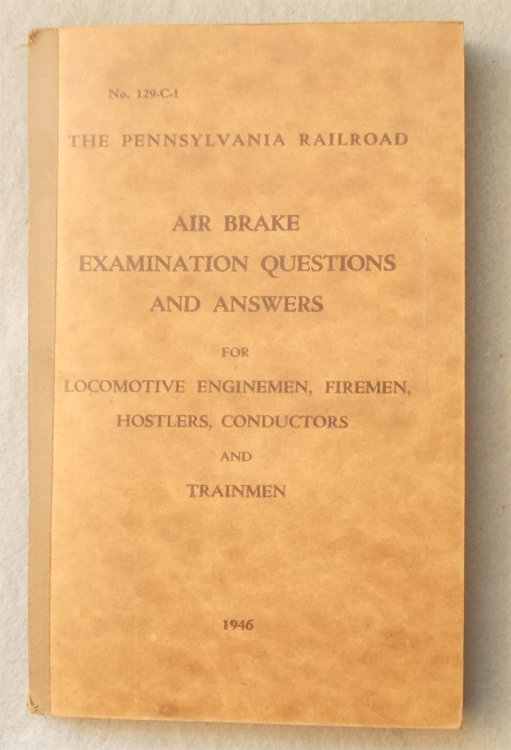 No. 129-C-1
THE PENNSYLVANIA RAILROAD
AIR BRAKE
EXAMINATION QUESTIONS
AND ANSWERS
FOR
LOCOMOTIVE ENGINEMEN, FIREMEN,
HOSTLERS, CONDUCTORS
AND
TRAINMEN
1946